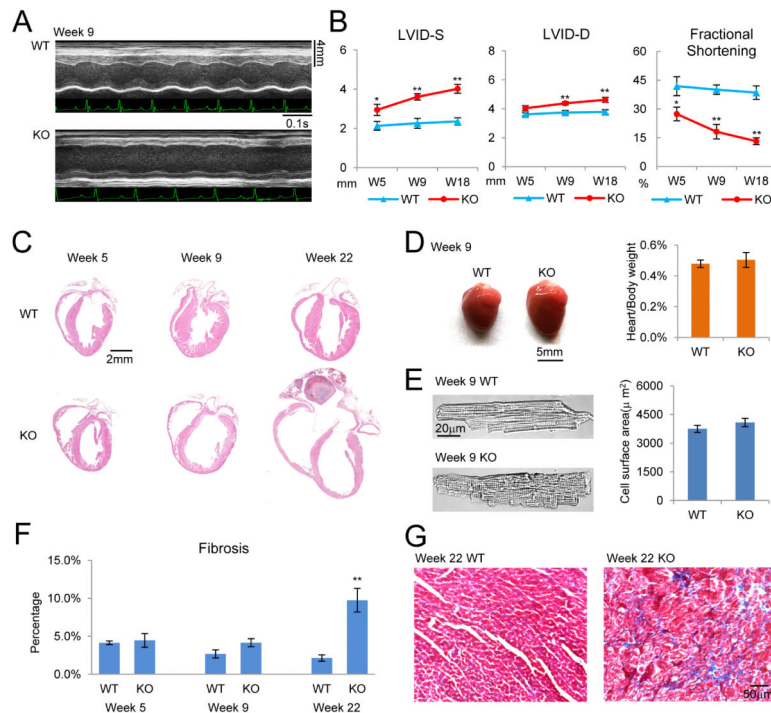 A
Week 9
WT
4mm
0.1s
KO
B
LVID-S
6
4
2
0
*
**
**
mm
W5 W9 W18
WT KO
LVID-D
8
6
4
2
0
**
**
mm
W5 W9 W18
WT KO
Fractional
Shortening
60
45
30
15
0
*
**
**
%
W5 W9 W18
WT KO
C
Week 5 Week 9 Week 22
WT
2mm
KO
D Week 9
WT KO
5mm
Heart/Body weight
0.6%
0.4%
0.2%
0.0%
WT KO
E Week 9 WT
20μm
Week 9 KO
Cell surface area(μ m²)
6000
4500
3000
1500
0
WT KO
F
Fibrosis
Percentage
15.0%
10.0%
5.0%
0.0%
**
WT KO WT KO WT KO
Week 5 Week 9 Week 22
G
Week 22 WT
Week 22 KO
50μm